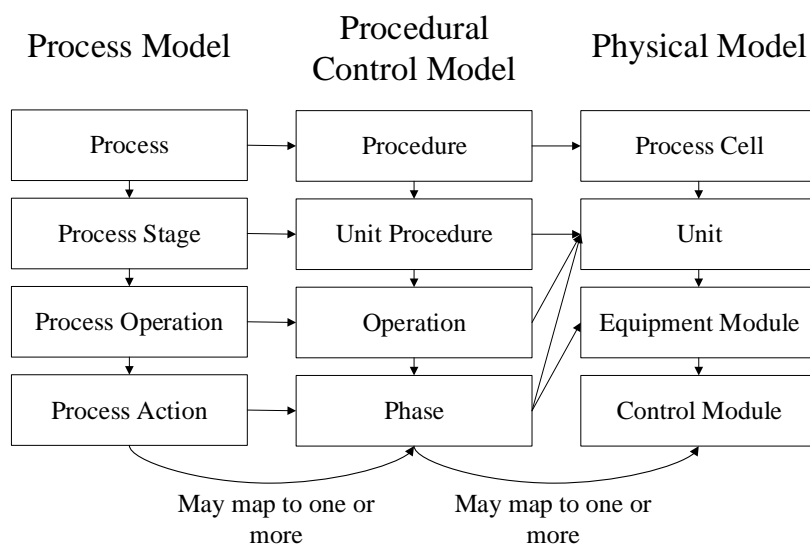 Process Model
Procedural
Control Model
Physical Model
Process
Procedure
Process Cell
Process Stage
Unit Procedure
Unit
Process Operation
Operation
Equipment Module
Process Action
Phase
Control Module
May map to one or
more
May map to one or
more